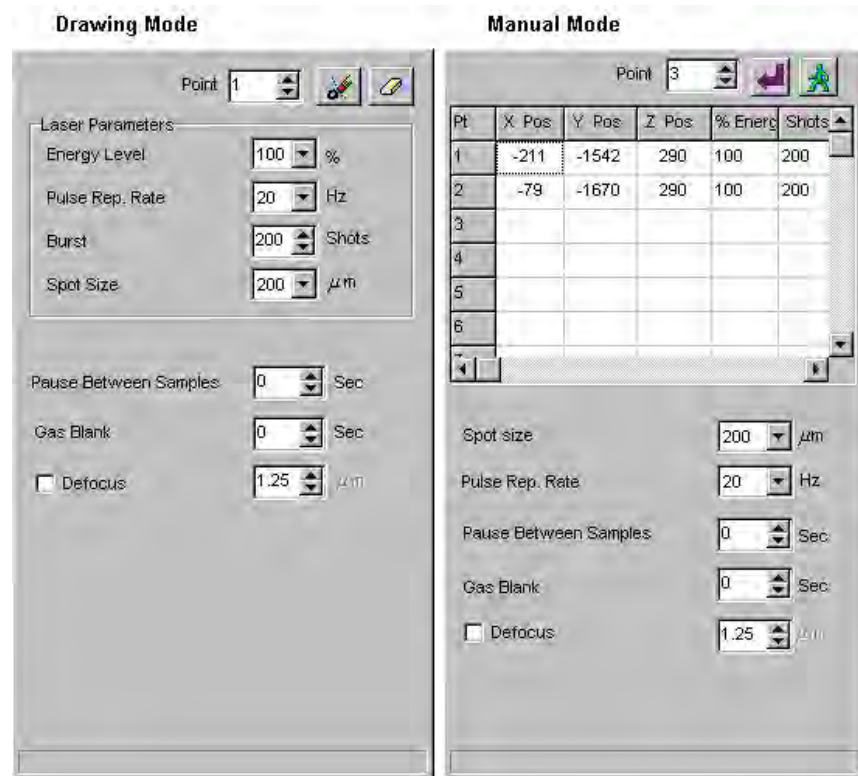 Drawing Mode
Point 1
Laser Parameters
Energy Level 100 %
Pulse Rep. Rate 20 Hz
Burst 200 Shots
Spot Size 200 μm
Pause Between Samples 0 Sec
Gas Blank 0 Sec
Defocus 1.25 μm
Manual Mode
Point 3
Pt X Pos Y Pos Z Pos % Energ Shots
1 -211 -1542 290 100 200
2 -79 -1670 290 100 200
3
4
5
6
Spot size 200 μm
Pulse Rep. Rate 20 Hz
Pause Between Samples 0 Sec
Gas Blank 0 Sec
Defocus 1.25 μm